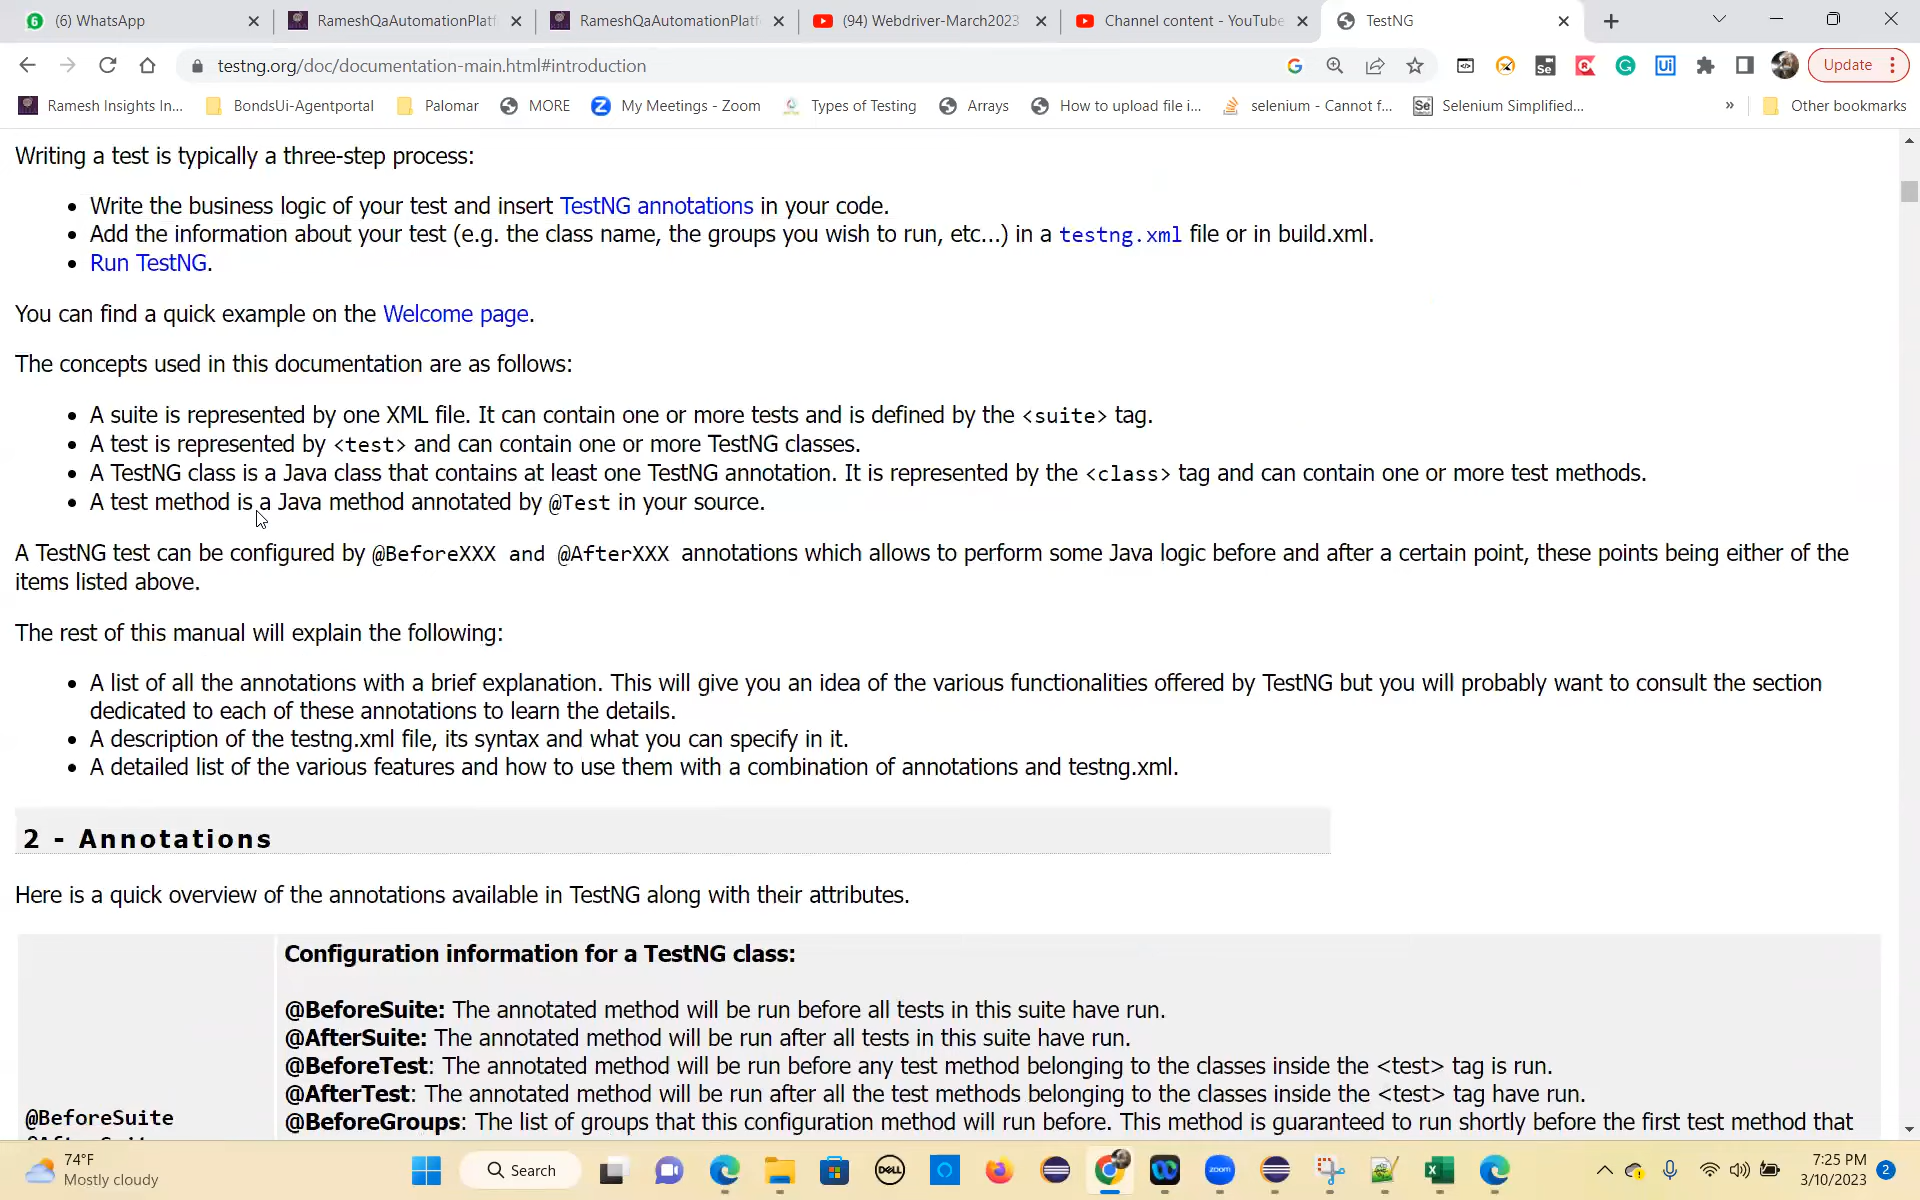 (6) WhatsApp
RameshQaAutomationPlatf
RameshQaAutomationPlatf
(94) Webdriver-March2023
Channel content - YouTube
TestNG
testng.org/doc/documentation-main.html#introduction
Update
Ramesh Insights In...
BondsUi-Agentportal
Palomar
MORE
My Meetings - Zoom
Types of Testing
Arrays
How to upload file i...
selenium - Cannot f...
Selenium Simplified...
»
Other bookmarks
Writing a test is typically a three-step process:
• Write the business logic of your test and insert TestNG annotations in your code.
• Add the information about your test (e.g. the class name, the groups you wish to run, etc...) in a testng.xml file or in build.xml.
• Run TestNG.
You can find a quick example on the Welcome page.
The concepts used in this documentation are as follows:
• A suite is represented by one XML file. It can contain one or more tests and is defined by the <suite> tag.
• A test is represented by <test> and can contain one or more TestNG classes.
• A TestNG class is a Java class that contains at least one TestNG annotation. It is represented by the <class> tag and can contain one or more test methods.
• A test method is a Java method annotated by @Test in your source.
A TestNG test can be configured by @BeforeXXX and @AfterXXX annotations which allows to perform some Java logic before and after a certain point, these points being either of the
items listed above.
The rest of this manual will explain the following:
• A list of all the annotations with a brief explanation. This will give you an idea of the various functionalities offered by TestNG but you will probably want to consult the section
dedicated to each of these annotations to learn the details.
• A description of the testng.xml file, its syntax and what you can specify in it.
• A detailed list of the various features and how to use them with a combination of annotations and testng.xml.
2 - Annotations
Here is a quick overview of the annotations available in TestNG along with their attributes.
Configuration information for a TestNG class:
@BeforeSuite: The annotated method will be run before all tests in this suite have run.
@AfterSuite: The annotated method will be run after all tests in this suite have run.
@BeforeTest: The annotated method will be run before any test method belonging to the classes inside the <test> tag is run.
@AfterTest: The annotated method will be run after all the test methods belonging to the classes inside the <test> tag have run.
@BeforeGroups: The list of groups that this configuration method will run before. This method is guaranteed to run shortly before the first test method that
@BeforeSuite
74°F
Mostly cloudy
Search
DELL
zoom
7:25 PM
3/10/2023
2